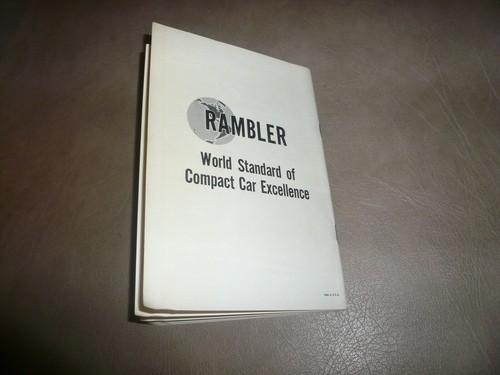 RAMBLER
World Standard of
Compact Car Excellence